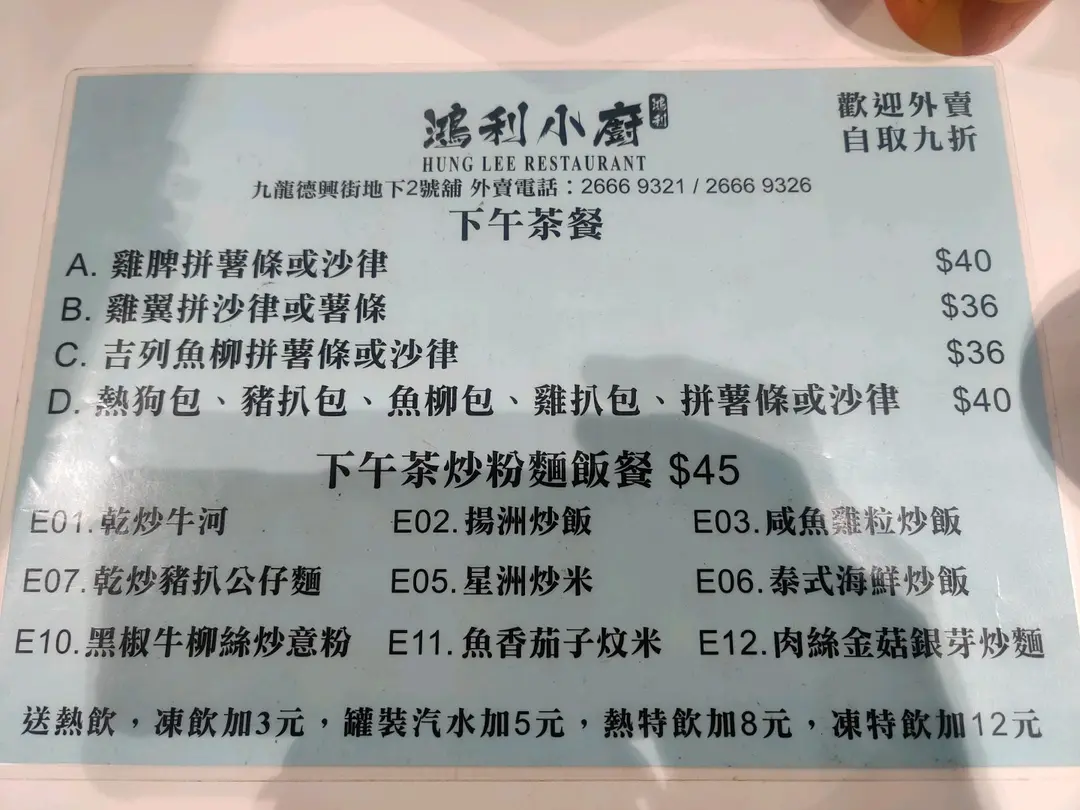 鴻利小廚 鴻利
HUNG LEE RESTAURANT
歡迎外賣
自取九折
九龍德興街地下2號舖 外賣電話：2666 9321 / 2666 9326
下午茶餐
A. 雞脾拼薯條或沙律 $40
B. 雞翼拼沙律或薯條 $36
C. 吉列魚柳拼薯條或沙律 $36
D. 熱狗包、豬扒包、魚柳包、雞扒包、拼薯條或沙律 $40
下午茶炒粉麵飯餐 $45
E01.乾炒牛河 E02.揚洲炒飯 E03.咸魚雞粒炒飯
E07.乾炒豬扒公仔麵 E05.星洲炒米 E06.泰式海鮮炒飯
E10.黑椒牛柳絲炒意粉 E11.魚香茄子炆米 E12.肉絲金菇銀芽炒麵
送熱飲，凍飲加3元，罐裝汽水加5元，熱特飲加8元，凍特飲加12元